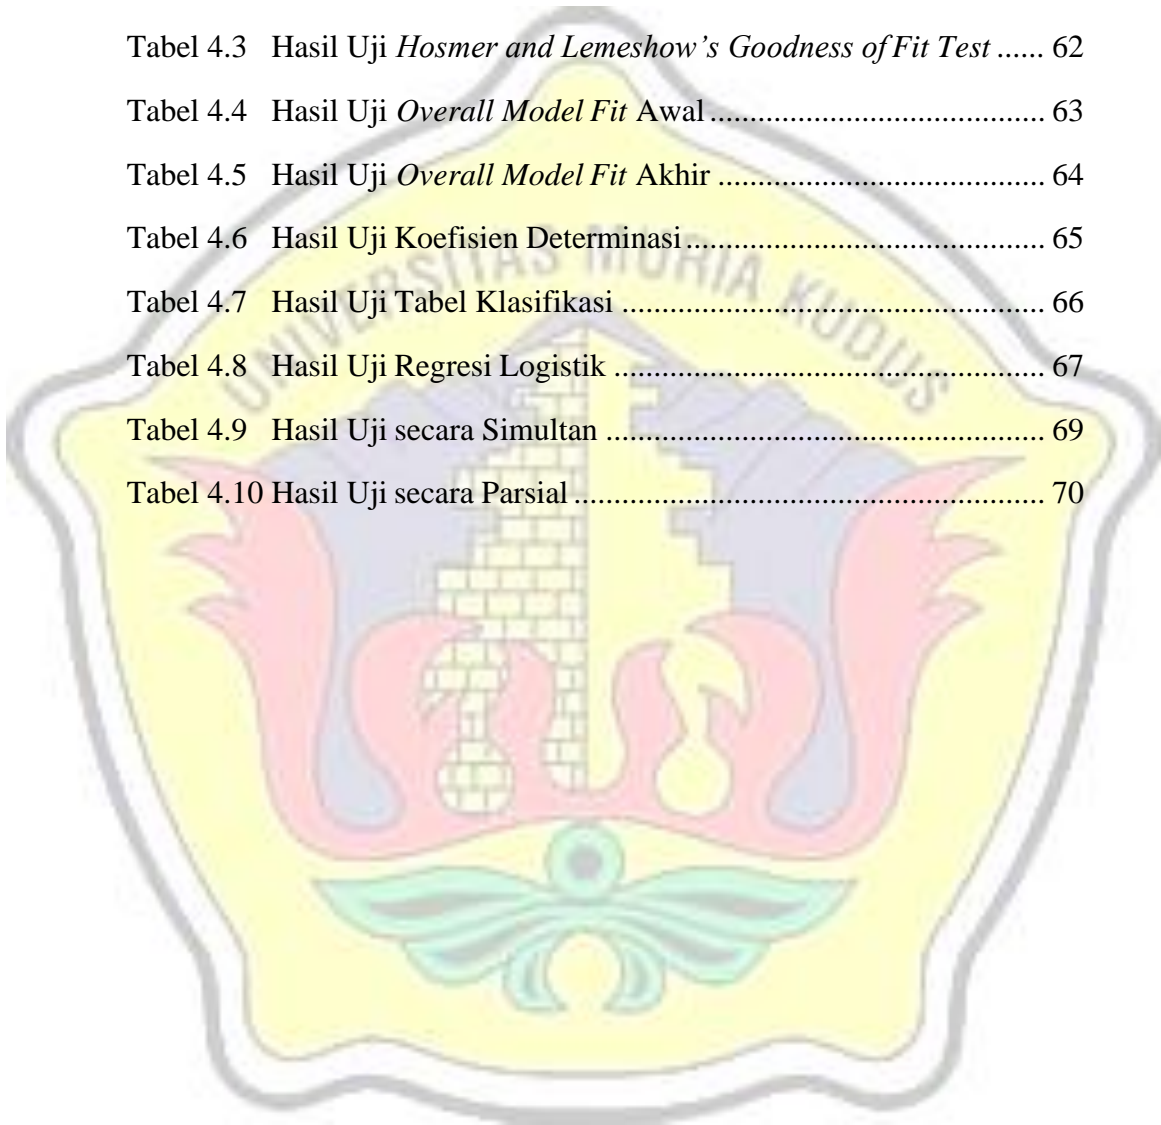 Tabel 4.3 Hasil Uji Hosmer and Lemeshow’s Goodness of Fit Test ...... 62
Tabel 4.4 Hasil Uji Overall Model Fit Awal ..................................... 63
Tabel 4.5 Hasil Uji Overall Model Fit Akhir .................................... 64
Tabel 4.6 Hasil Uji Koefisien Determinasi ........................................ 65
Tabel 4.7 Hasil Uji Tabel Klasifikasi ............................................... 66
Tabel 4.8 Hasil Uji Regresi Logistik ................................................ 67
Tabel 4.9 Hasil Uji secara Simultan ................................................. 69
Tabel 4.10 Hasil Uji secara Parsial ..................................................... 70
UNIVERSITAS MURIA KUDUS